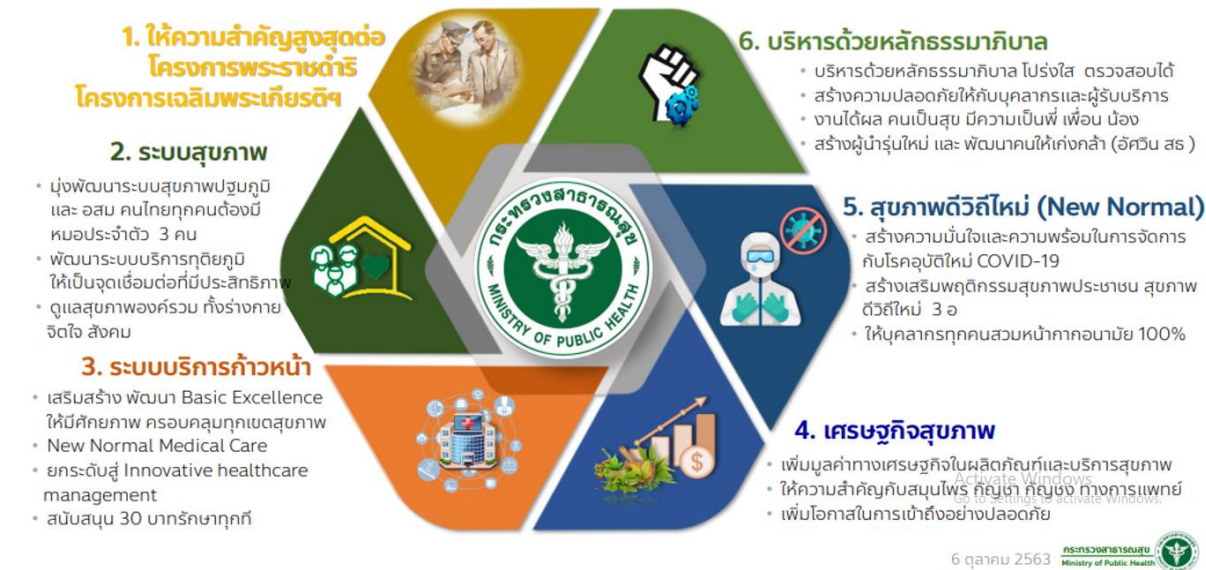 1. ให้ความสำคัญสูงสุดต่อ
โครงการพระราชดำริ
โครงการเฉลิมพระเกียรติฯ
2. ระบบสุขภาพ
• มุ่งพัฒนาระบบสุขภาพปฐมภูมิ
และ อสม คนไทยทุกคนต้องมี
หมอประจำตัว 3 คน
• พัฒนาระบบบริการทุติยภูมิ
ให้เป็นจุดเชื่อมต่อที่มีประสิทธิภาพ
• ดูแลสุขภาพองค์รวม ทั้งร่างกาย
จิตใจ สังคม
3. ระบบบริการก้าวหน้า
• เสริมสร้าง พัฒนา Basic Excellence
ให้มีศักยภาพ ครอบคลุมทุกเขตสุขภาพ
• New Normal Medical Care
• ยกระดับสู่ Innovative healthcare
management
• สนับสนุน 30 บาทรักษาทุกที่
กระทรวงสาธารณสุข
MINISTRY OF PUBLIC HEALTH
6. บริหารด้วยหลักธรรมาภิบาล
• บริหารด้วยหลักธรรมาภิบาล โปร่งใส ตรวจสอบได้
• สร้างความปลอดภัยให้กับบุคลากรและผู้รับบริการ
• งานได้ผล คนเป็นสุข มีความเป็นพี่ เพื่อน น้อง
• สร้างผู้นำรุ่นใหม่ และ พัฒนาคนให้เก่งกล้า (อัศวิน สธ )
5. สุขภาพดีวิถีใหม่ (New Normal)
• สร้างความมั่นใจและความพร้อมในการจัดการ
กับโรคอุบัติใหม่ COVID-19
• สร้างเสริมพฤติกรรมสุขภาพประชาชน สุขภาพ
ดีวิถีใหม่ 3 อ
• ให้บุคลากรทุกคนสวมหน้ากากอนามัย 100%
4. เศรษฐกิจสุขภาพ
• เพิ่มมูลค่าทางเศรษฐกิจในผลิตภัณฑ์และบริการสุขภาพ
Activate Windows
• ให้ความสำคัญกับสมุนไพร กัญชา กัญชง ทางการแพทย์
Go to Settings to activate Windows.
• เพิ่มโอกาสในการเข้าถึงอย่างปลอดภัย
6 ตุลาคม 2563
กระทรวงสาธารณสุข
Ministry of Public Health